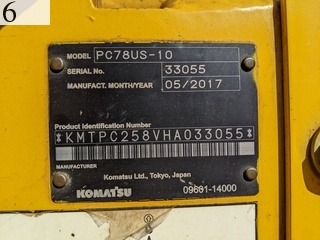 6
MODEL PC78US-10
SERIAL No. 33055
MANUFACT. MONTH/YEAR 05/2017
Product Identification Number
*KMTPC258VHA033055*
MANUFACTURER
Komatsu Ltd., Tokyo, Japan
KOMATSU 09681-14000